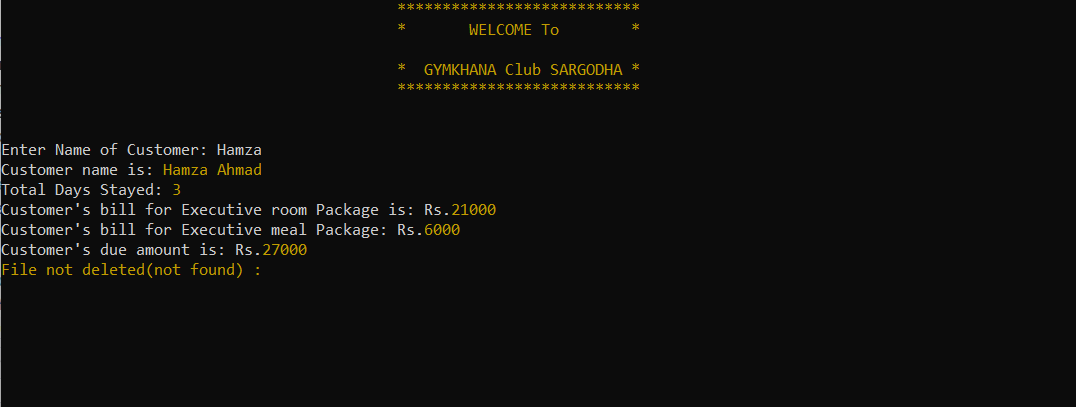 ***************************
* WELCOME To *
* GYMKHANA Club SARGODHA *
***************************
Enter Name of Customer: Hamza
Customer name is: Hamza Ahmad
Total Days Stayed: 3
Customer's bill for Executive room Package is: Rs.21000
Customer's bill for Executive meal Package: Rs.6000
Customer's due amount is: Rs.27000
File not deleted(not found) :